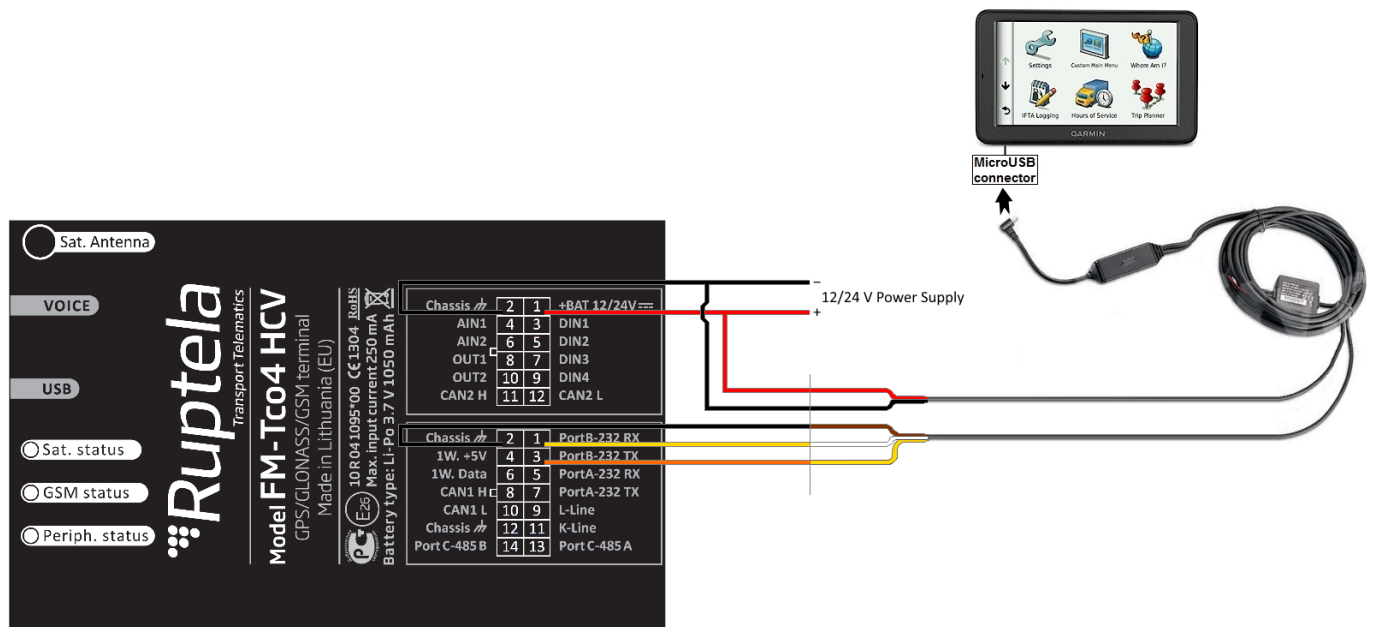 Settings
Custom Main Menu
Where Am I?
IFTA Logging
Hours of Service
Trip Planner
GARMIN
MicroUSB
connector
Sat. Antenna
VOICE
USB
Sat. status
GSM status
Periph. status
Ruptela
Transport Telematics
Model FM-Tco4 HCV
GPS/GLONASS/GSM terminal
Made in Lithuania (EU)
E26
10 R 041095*00 CE 1304 RoHS
Max. input current 250 mA
Battery type: Li-Po 3.7 V 1050 mAh
PG
Chassis 2 1 +BAT 12/24V
AIN1 4 3 DIN1
AIN2 6 5 DIN2
OUT1 8 7 DIN3
OUT2 10 9 DIN4
CAN2 H 11 12 CAN2 L
Chassis 2 1 PortB-232 RX
1W. +5V 4 3 PortB-232 TX
1W. Data 6 5 PortA-232 RX
CAN1 H 8 7 PortA-232 TX
CAN1 L 10 9 L-Line
Chassis 12 11 K-Line
Port C-485 B 14 13 Port C-485 A
–
12/24 V Power Supply
+